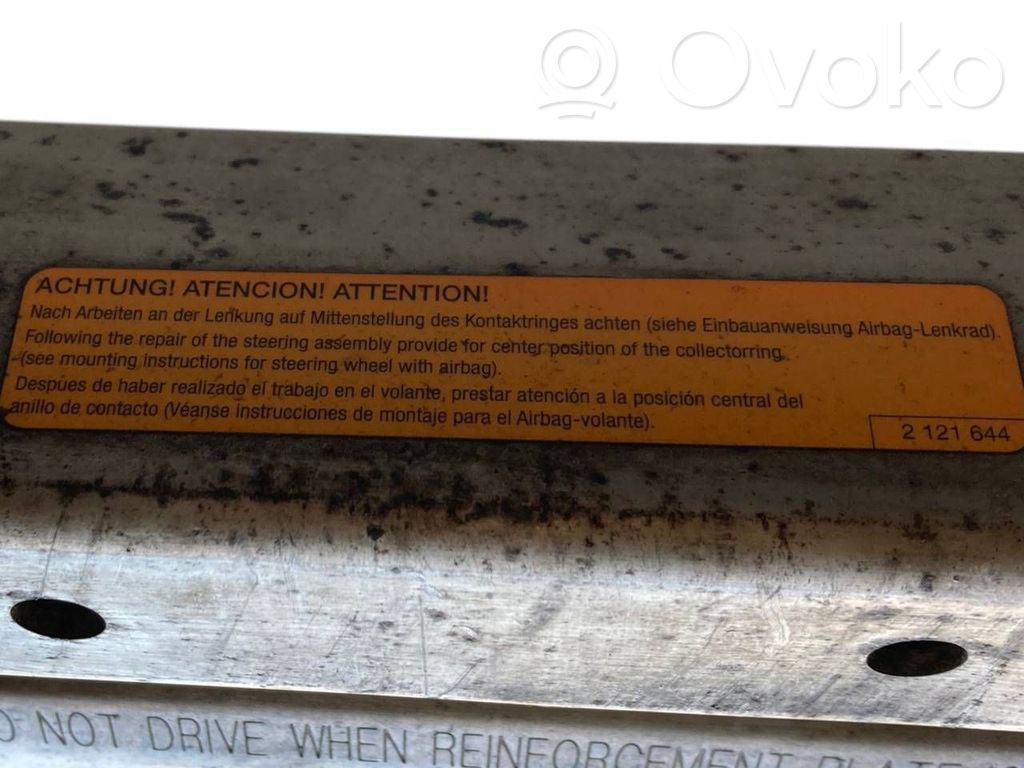 Ovoko
ACHTUNG! ATENCION! ATTENTION!
Nach Arbeiten an der Lenkung auf Mittenstellung des Kontaktringes achten (siehe Einbauanweisung Airbag-Lenkrad).
Following the repair of the steering assembly provide for center position of the collectorring.
(see mounting instructions for steering wheel with airbag).
Despues de haber realizado el trabajo en el volante, prestar atención a la posición central del
anillo de contacto (Véanse instrucciones de montaje para el Airbag-volante).
2 121 644
NOT DRIVE WHEN REINFORCEMENT PLATE